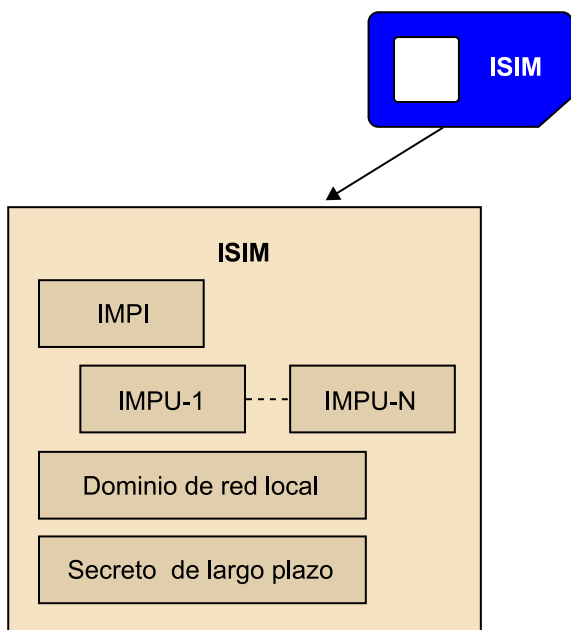 ISIM
ISIM
IMPI
IMPU-1 IMPU-N
Dominio de red local
Secreto de largo plazo